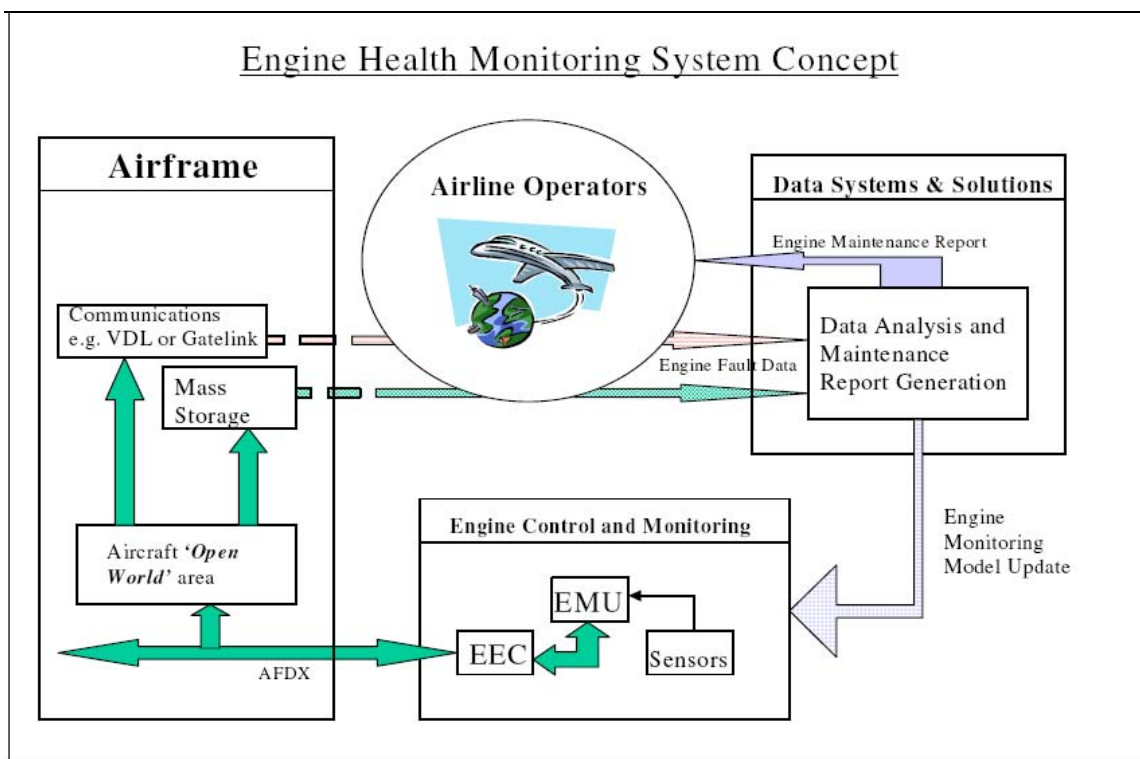 Engine Health Monitoring System Concept
Airframe
Airline Operators
Data Systems & Solutions
Engine Maintenance Report
Communications
e.g. VDL or Gatelink
Data Analysis and
Maintenance
Report Generation
Engine Fault Data
Mass
Storage
Engine Control and Monitoring
Engine
Monitoring
Model Update
Aircraft ‘Open
World’ area
EMU
EEC
Sensors
AFDX